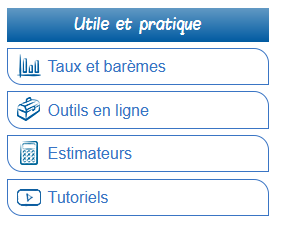 Utile et pratique
Taux et barèmes
Outils en ligne
Estimateurs
Tutoriels